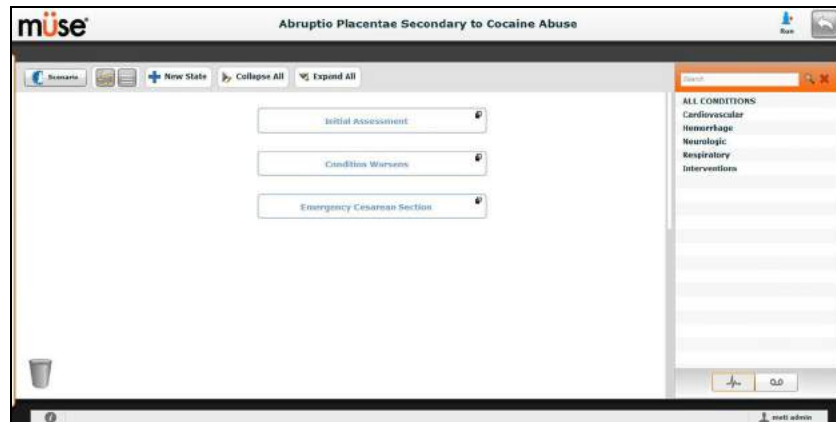 müse
Abruptio Placentae Secondary to Cocaine Abuse
Run
Scenario
New State
Collapse All
Expand All
Search
Initial Assessment
Condition Worsens
Emergency Cesarean Section
ALL CONDITIONS
Cardiovascular
Hemorrhage
Neurologic
Respiratory
Interventions
meti admin